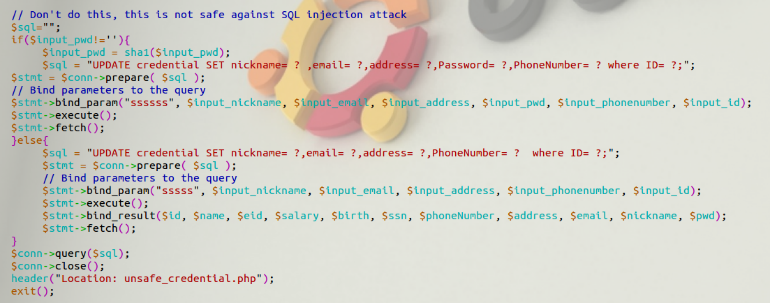 // Don't do this, this is not safe against SQL injection attack
$sql="";
if($input_pwd!=''){
$input_pwd = sha1($input_pwd);
$sql = "UPDATE credential SET nickname= ? ,email= ?,address= ?,Password= ?,PhoneNumber= ? where ID= ?;";
$stmt = $conn->prepare( $sql );
// Bind parameters to the query
$stmt->bind_param("ssssss", $input_nickname, $input_email, $input_address, $input_pwd, $input_phonenumber, $input_id);
$stmt->execute();
$stmt->fetch();
}else{
$sql = "UPDATE credential SET nickname= ?,email= ?,address= ?,PhoneNumber= ?  where ID= ?;";
$stmt = $conn->prepare( $sql );
// Bind parameters to the query
$stmt->bind_param("sssss", $input_nickname, $input_email, $input_address, $input_phonenumber, $input_id);
$stmt->execute();
$stmt->bind_result($id, $name, $eid, $salary, $birth, $ssn, $phoneNumber, $address, $email, $nickname, $pwd);
$stmt->fetch();
}
$conn->query($sql);
$conn->close();
header("Location: unsafe_credential.php");
exit();